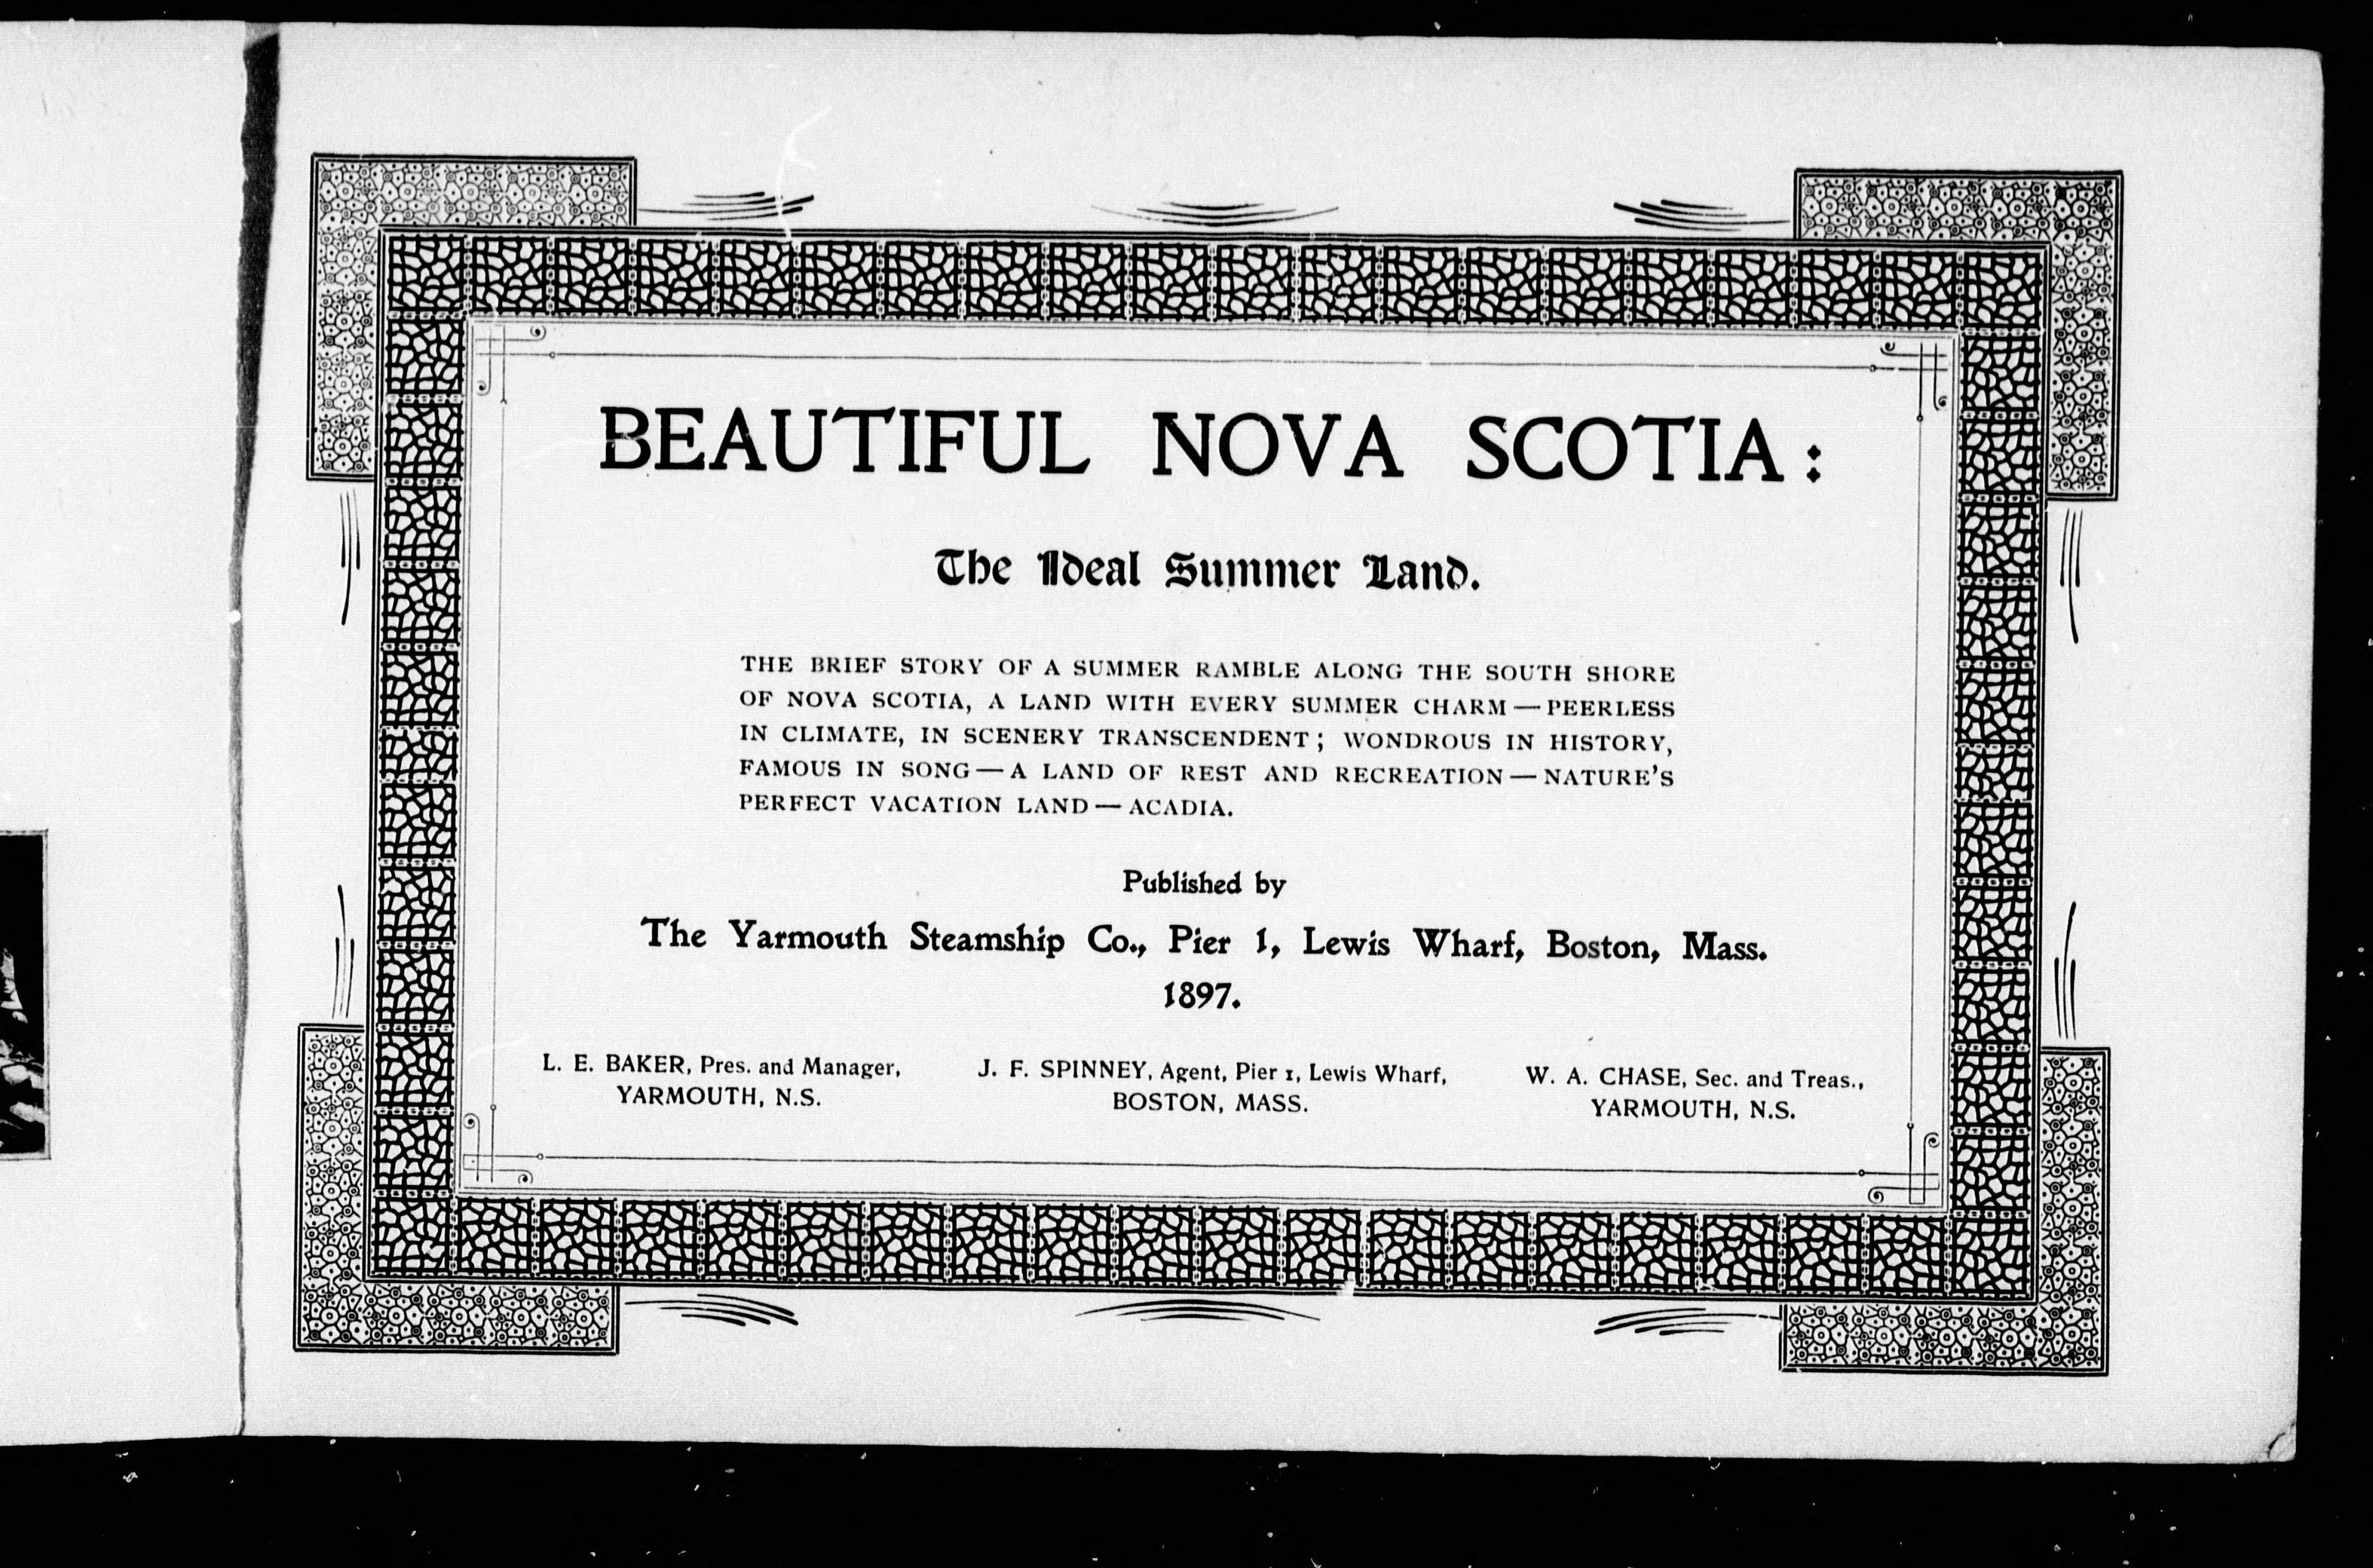 BEAUTIFUL NOVA SCOTIA:
The Ideal Summer Land.
THE BRIEF STORY OF A SUMMER RAMBLE ALONG THE SOUTH SHORE
OF NOVA SCOTIA, A LAND WITH EVERY SUMMER CHARM — PEERLESS
IN CLIMATE, IN SCENERY TRANSCENDENT; WONDROUS IN HISTORY,
FAMOUS IN SONG — A LAND OF REST AND RECREATION — NATURE'S
PERFECT VACATION LAND — ACADIA.
Published by
The Yarmouth Steamship Co., Pier 1, Lewis Wharf, Boston, Mass.
1897.
L. E. BAKER, Pres. and Manager,
YARMOUTH, N.S.
J. F. SPINNEY, Agent, Pier 1, Lewis Wharf,
BOSTON, MASS.
W. A. CHASE, Sec. and Treas.,
YARMOUTH, N.S.